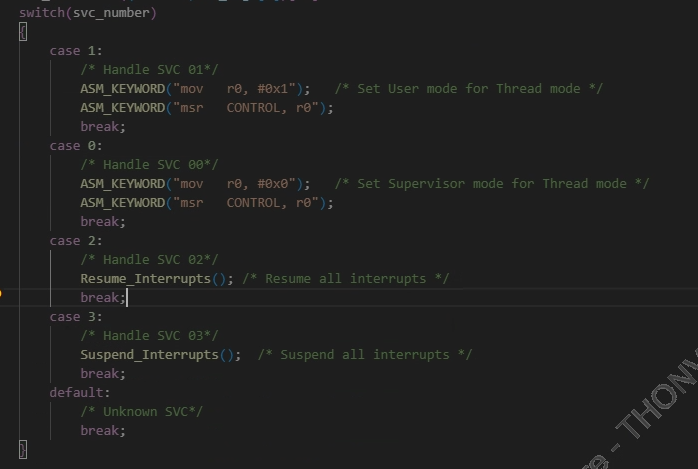 switch(svc_number)
{
    case 1:
        /* Handle SVC 01*/
        ASM_KEYWORD("mov   r0, #0x1");   /* Set User mode for Thread mode */
        ASM_KEYWORD("msr   CONTROL, r0");
        break;
    case 0:
        /* Handle SVC 00*/
        ASM_KEYWORD("mov   r0, #0x0");   /* Set Supervisor mode for Thread mode */
        ASM_KEYWORD("msr   CONTROL, r0");
        break;
    case 2:
        /* Handle SVC 02*/
        Resume_Interrupts(); /* Resume all interrupts */
        break;
    case 3:
        /* Handle SVC 03*/
        Suspend_Interrupts();  /* Suspend all interrupts */
        break;
    default:
        /* Unknown SVC*/
        break;
}